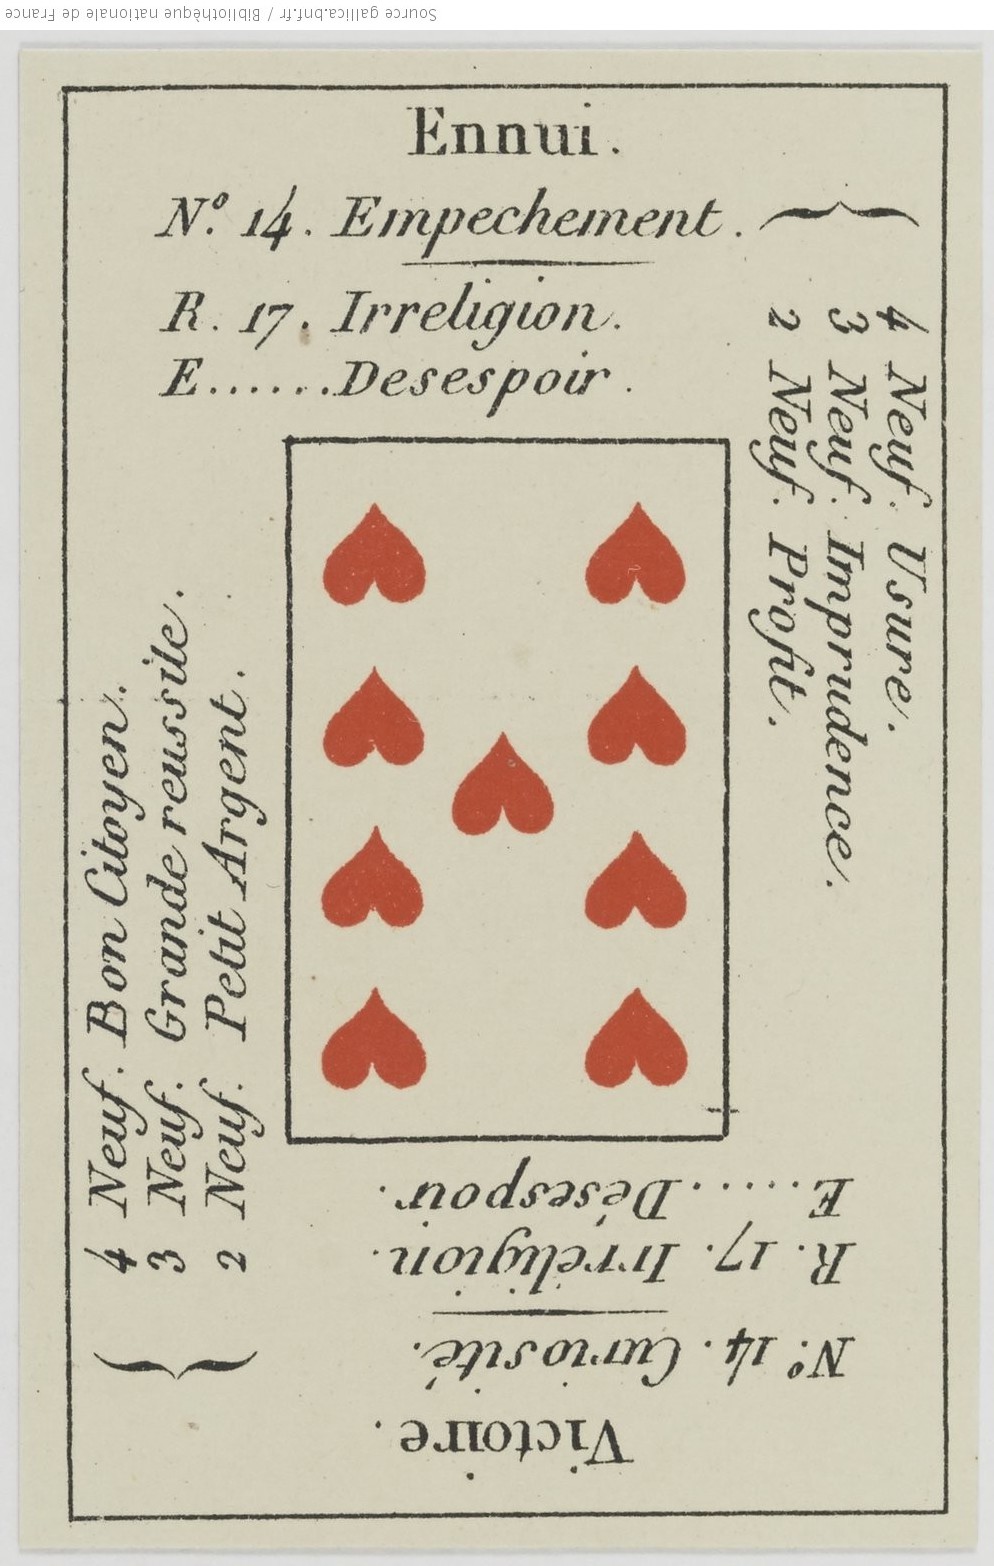 Source gallica.bnf.fr / Bibliothèque nationale de France
Ennui.
N.º 14. Empechement.
R. 17. Irreligion.
E......Desespoir.
4 Neuf. Usure.
3 Neuf. Imprudence.
2 Neuf. Profit.
4 Neuf. Bon Citoyen.
3 Neuf. Grande reussite.
2 Neuf. Petit Argent.
Victoire.
N.º 14. Curiosité.
R. 17. Irréligion.
E......Désespoir.